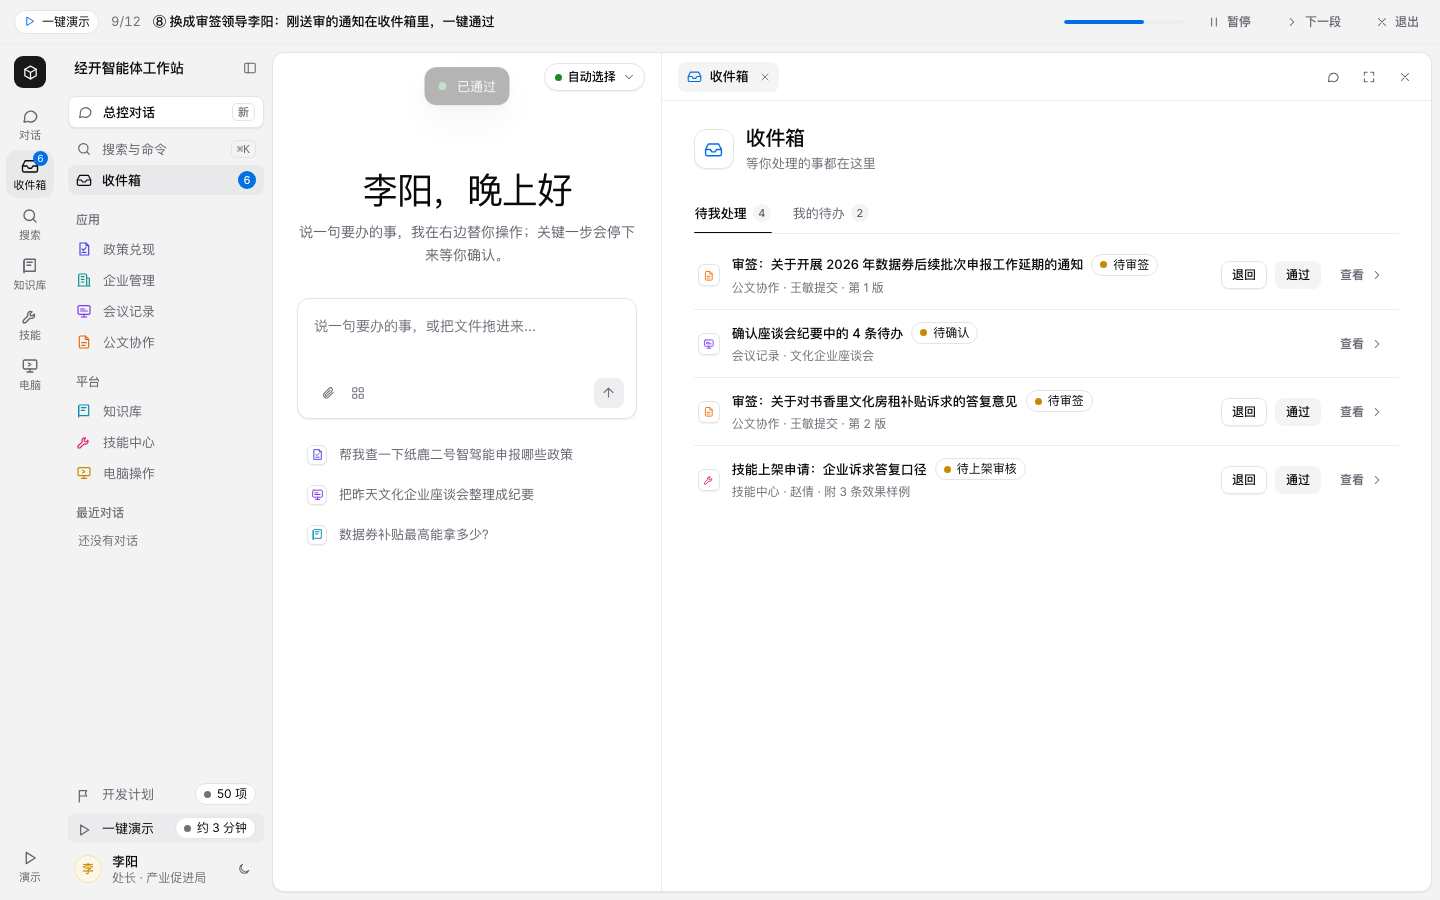 一键演示
9/12
⑧ 换成审签领导李阳：刚送审的通知在收件箱里，一键通过
暂停
下一段
退出
对话
6
收件箱
搜索
知识库
技能
电脑
演示
经开智能体工作站
总控对话
新
搜索与命令
⌘K
收件箱
6
应用
政策兑现
企业管理
会议记录
公文协作
平台
知识库
技能中心
电脑操作
最近对话
还没有对话
开发计划
50 项
一键演示
约 3 分钟
李
李阳
处长 · 产业促进局
已通过
自动选择
李阳，晚上好
说一句要办的事，我在右边替你操作；关键一步会停下
来等你确认。
说一句要办的事，或把文件拖进来...
帮我查一下纸鹿二号智驾能申报哪些政策
把昨天文化企业座谈会整理成纪要
数据券补贴最高能拿多少？
收件箱
收件箱
等你处理的事都在这里
待我处理 4
我的待办 2
审签：关于开展 2026 年数据券后续批次申报工作延期的通知
待审签
公文协作 · 王敏提交 · 第 1 版
退回
通过
查看
确认座谈会纪要中的 4 条待办
待确认
会议记录 · 文化企业座谈会
查看
审签：关于对书香里文化房租补贴诉求的答复意见
待审签
公文协作 · 王敏提交 · 第 2 版
退回
通过
查看
技能上架申请：企业诉求答复口径
待上架审核
技能中心 · 赵倩 · 附 3 条效果样例
退回
通过
查看